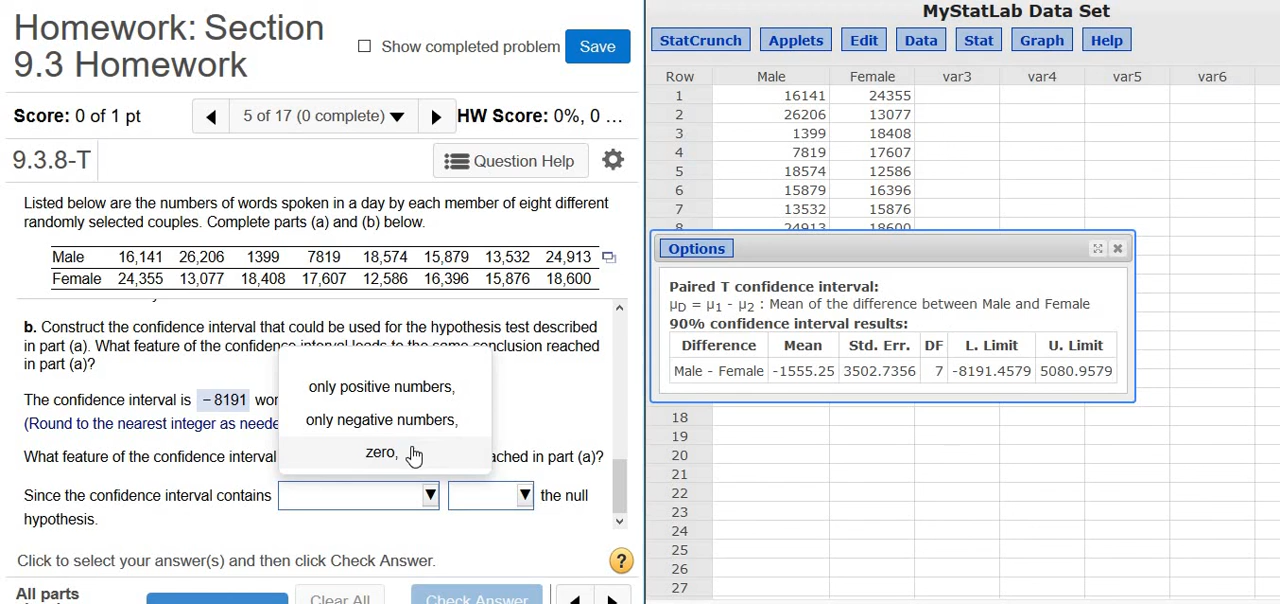 Homework: Section
9.3 Homework
Show completed problem
Save
Score: 0 of 1 pt
5 of 17 (0 complete)
HW Score: 0%, 0 ...
9.3.8-T
Question Help
Listed below are the numbers of words spoken in a day by each member of eight different
randomly selected couples. Complete parts (a) and (b) below.
Male 16,141 26,206 1399 7819 18,574 15,879 13,532 24,913
Female 24,355 13,077 18,408 17,607 12,586 16,396 15,876 18,600
b. Construct the confidence interval that could be used for the hypothesis test described
in part (a). What feature of the confidence interval leads to the same conclusion reached
in part (a)?
only positive numbers,
only negative numbers,
zero,
The confidence interval is −8191 wor
(Round to the nearest integer as neede
What feature of the confidence interval ached in part (a)?
Since the confidence interval contains the null
hypothesis.
Click to select your answer(s) and then click Check Answer.
?
All parts
Clear All
Check Answer
MyStatLab Data Set
StatCrunch Applets Edit Data Stat Graph Help
Row Male Female var3 var4 var5 var6
1 16141 24355
2 26206 13077
3 1399 18408
4 7819 17607
5 18574 12586
6 15879 16396
7 13532 15876
8 24913 18600
Options
Paired T confidence interval:
μD = μ1 - μ2 : Mean of the difference between Male and Female
90% confidence interval results:
Difference Mean Std. Err. DF L. Limit U. Limit
Male - Female -1555.25 3502.7356 7 -8191.4579 5080.9579
18
19
20
21
22
23
24
25
26
27